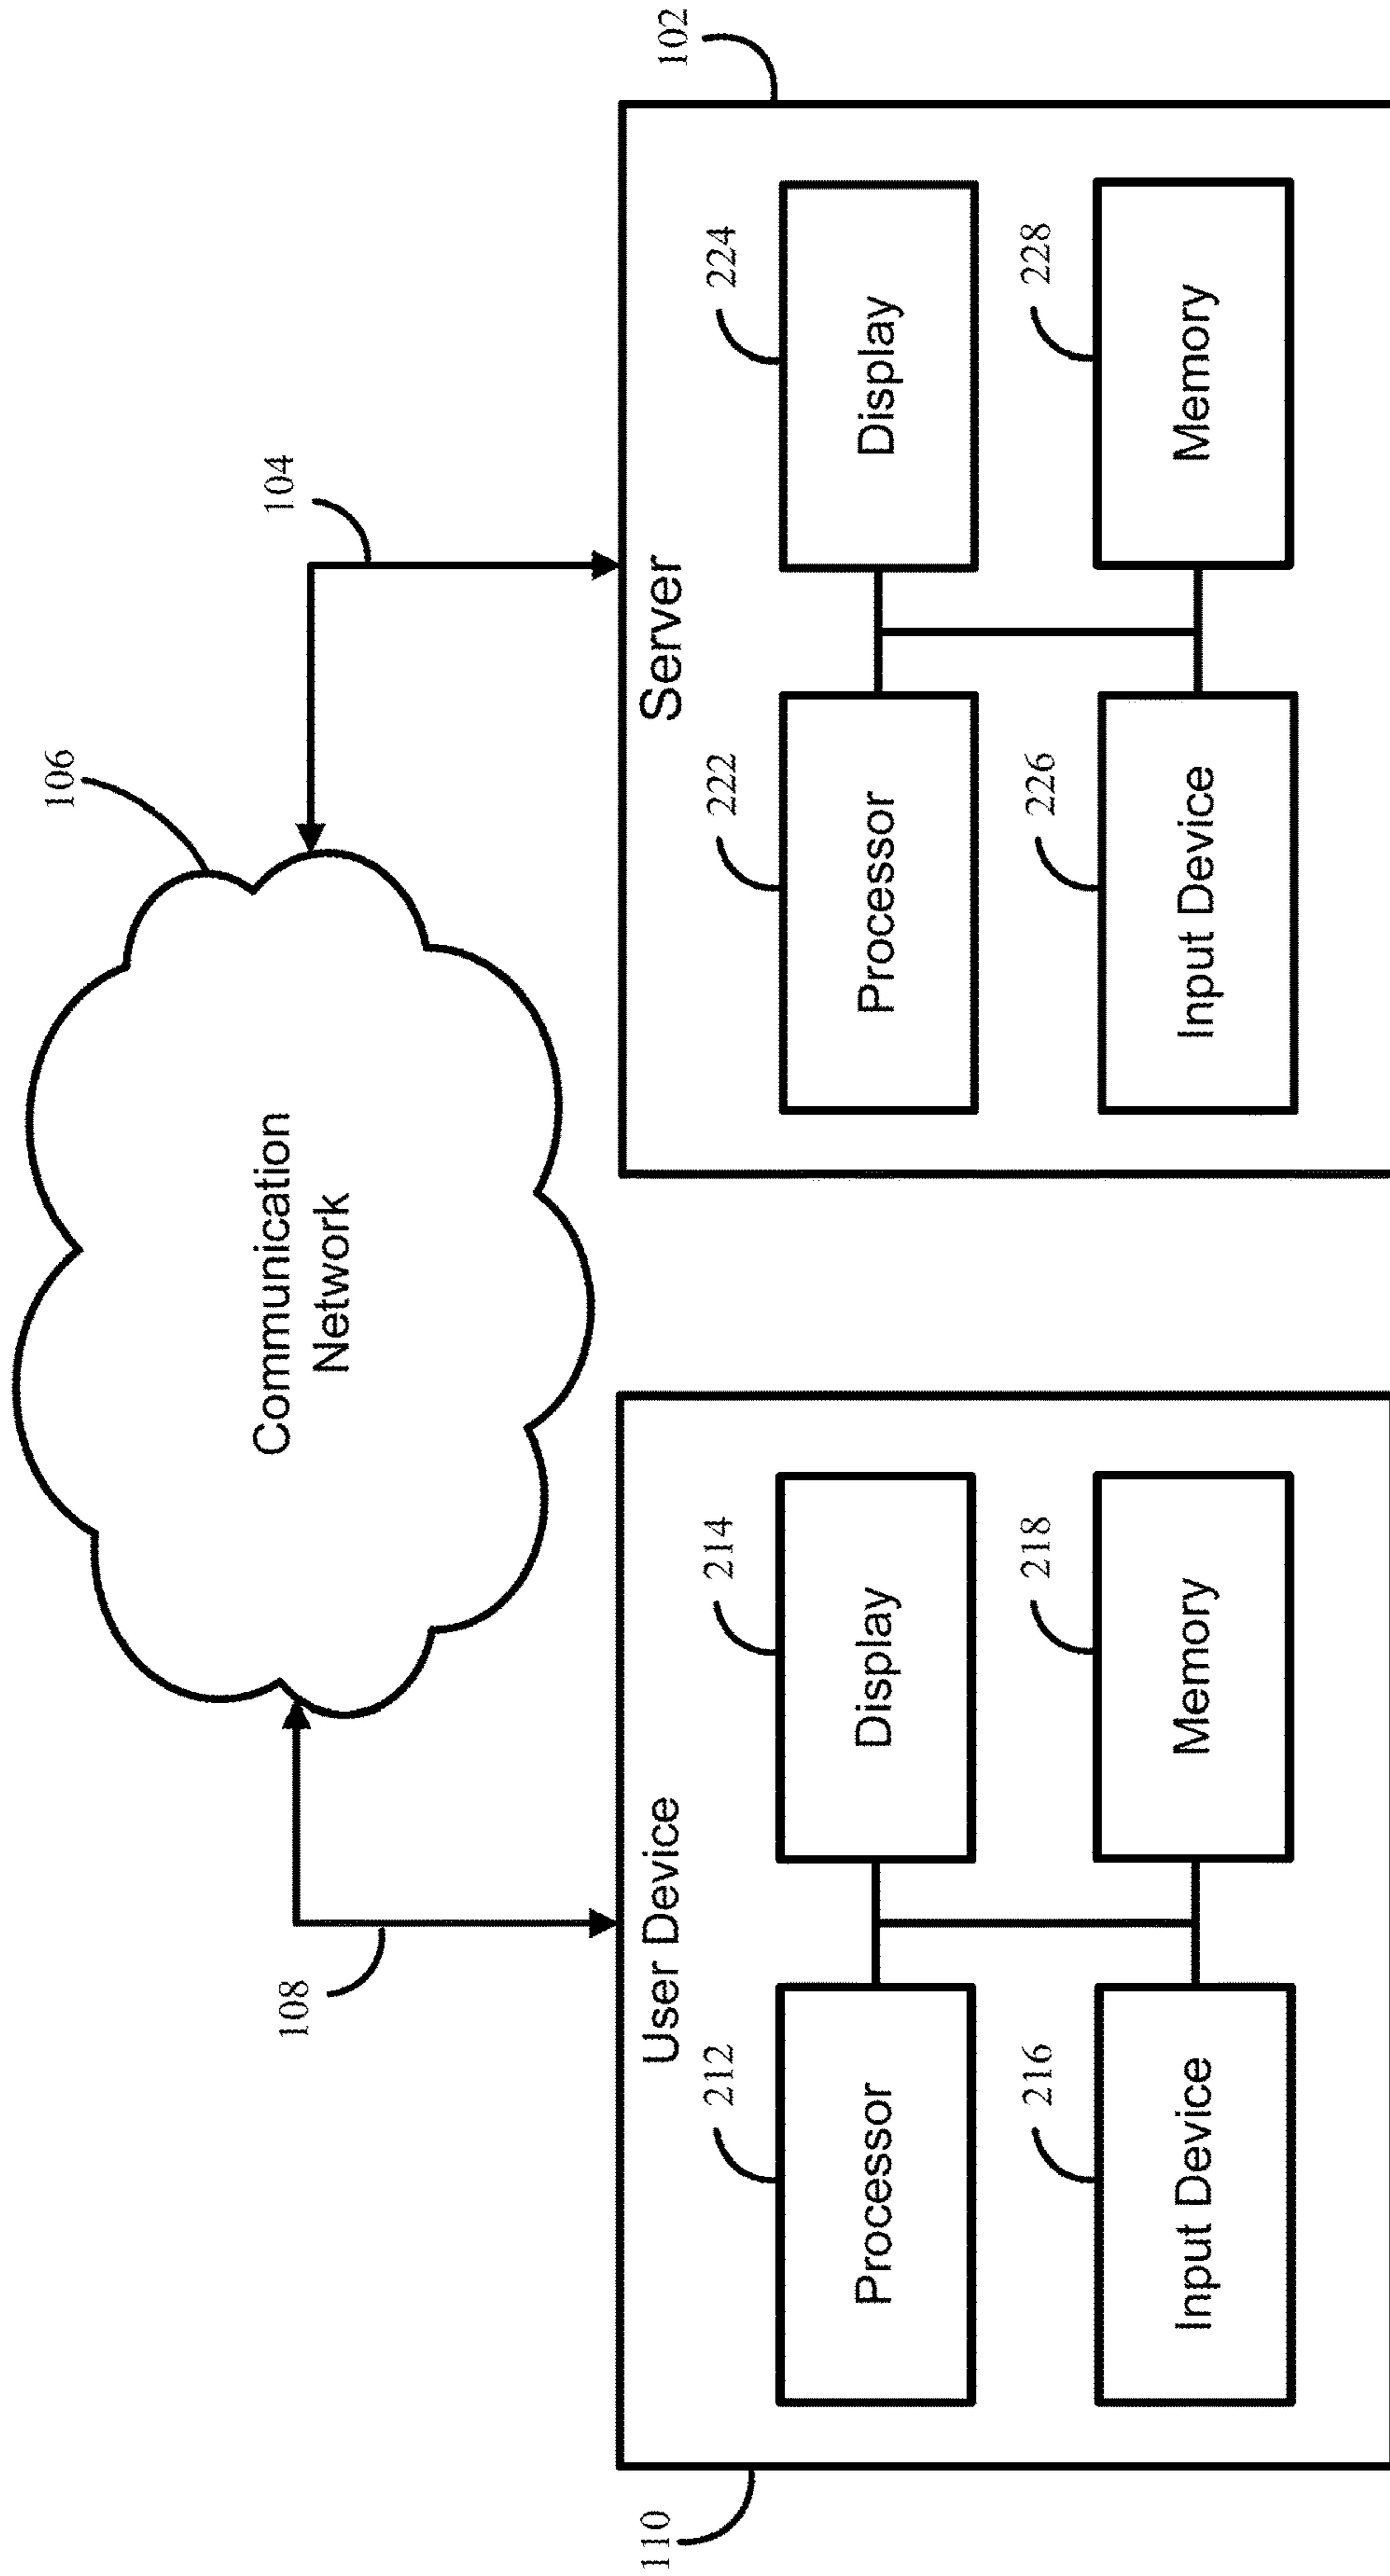 106
Communication
Network
104
108
110
User Device
212
Processor
214
Display
216
Input Device
218
Memory
102
Server
222
Processor
224
Display
226
Input Device
228
Memory